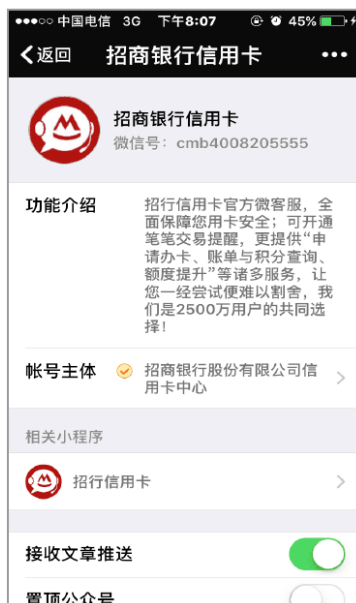 中国电信 3G 下午8:07 45%
返回 招商银行信用卡
招商银行信用卡
微信号：cmb4008205555
功能介绍
招行信用卡官方微客服，全
面保障您用卡安全；可开通
笔笔交易提醒，更提供“申
请办卡、账单与积分查询、
额度提升”等诸多服务，让
您一经尝试便难以割舍，我
们是2500万用户的共同选
择！
帐号主体 招商银行股份有限公司信
用卡中心
相关小程序
招行信用卡
接收文章推送
置顶公众号